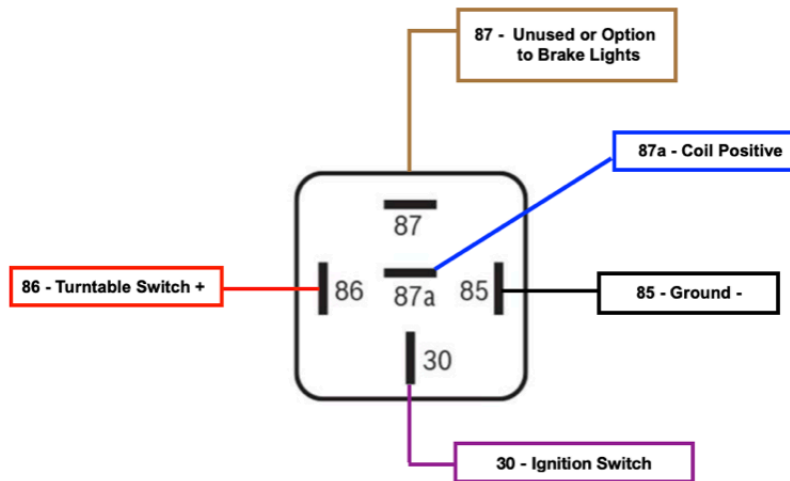 87 - Unused or Option
to Brake Lights
87a - Coil Positive
87
86 - Turntable Switch +
86
87a
85
85 - Ground -
30
30 - Ignition Switch